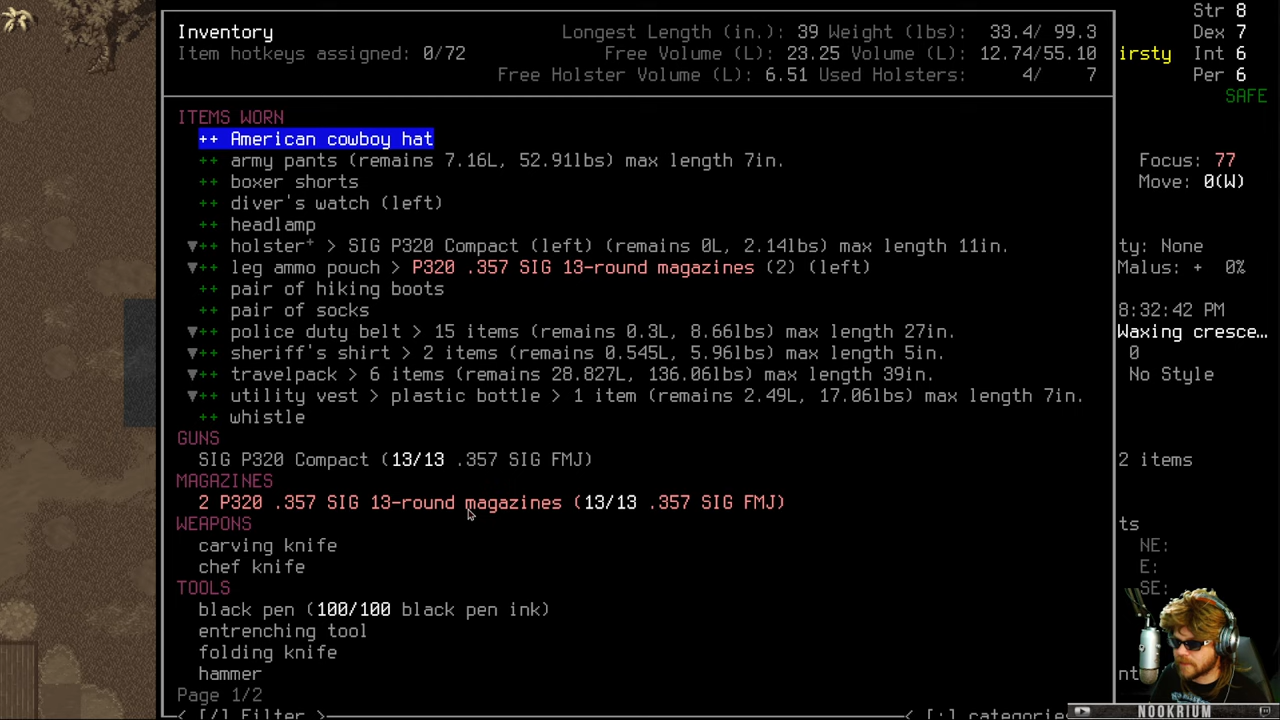 Inventory
Longest Length (in.): 39 Weight (lbs): 33.4/ 99.3
Item hotkeys assigned: 0/72
Free Volume (L): 23.25 Volume (L): 12.74/55.10
Free Holster Volume (L): 6.51 Used Holsters: 4/ 7
ITEMS WORN
++ American cowboy hat
++ army pants (remains 7.16L, 52.91lbs) max length 7in.
++ boxer shorts
++ diver's watch (left)
++ headlamp
▼++ holster⁺ > SIG P320 Compact (left) (remains 0L, 2.14lbs) max length 11in.
▼++ leg ammo pouch > P320 .357 SIG 13-round magazines (2) (left)
++ pair of hiking boots
++ pair of socks
▼++ police duty belt > 15 items (remains 0.3L, 8.66lbs) max length 27in.
▼++ sheriff's shirt > 2 items (remains 0.545L, 5.96lbs) max length 5in.
▼++ travelpack > 6 items (remains 28.827L, 136.06lbs) max length 39in.
▼++ utility vest > plastic bottle > 1 item (remains 2.49L, 17.06lbs) max length 7in.
++ whistle
GUNS
SIG P320 Compact (13/13 .357 SIG FMJ)
MAGAZINES
2 P320 .357 SIG 13-round magazines (13/13 .357 SIG FMJ)
WEAPONS
carving knife
chef knife
TOOLS
black pen (100/100 black pen ink)
entrenching tool
folding knife
hammer
Page 1/2
< [/] Filter >
< [:] categorie
Str 8
Dex 7
irsty Int 6
Per 6
SAFE
Focus: 77
Move: 0(W)
ty: None
Malus: + 0%
8:32:42 PM
Waxing cresce…
0
No Style
2 items
ts
NE:
E:
SE:
nt
NOOKRIUM